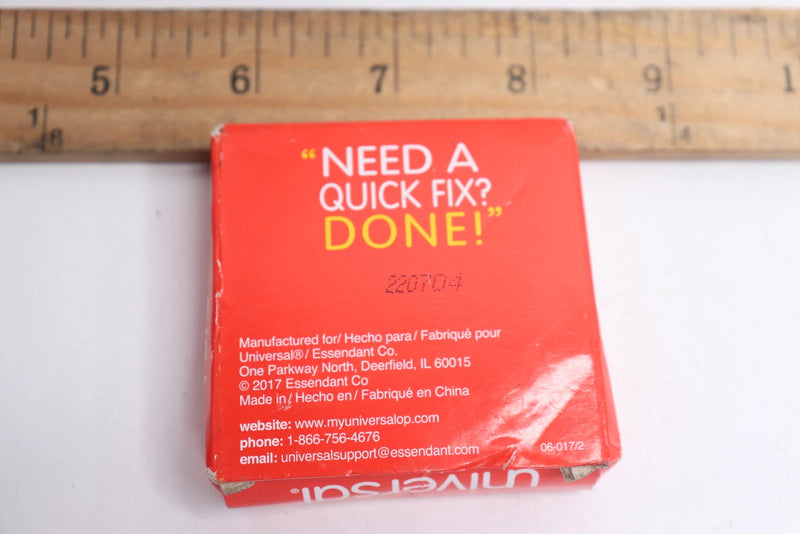 5 6 7 8 9 1
1/8 1/4
“NEED A
QUICK FIX?
DONE!”
220704
Manufactured for/ Hecho para/ Fabriqué pour
Universal®/ Essendant Co.
One Parkway North, Deerfield, IL 60015
© 2017 Essendant Co
Made in/ Hecho en/ Fabriqué en China
website: www.myuniversalop.com
phone: 1-866-756-4676
email: universalsupport@essendant.com
06-017/2
universal®